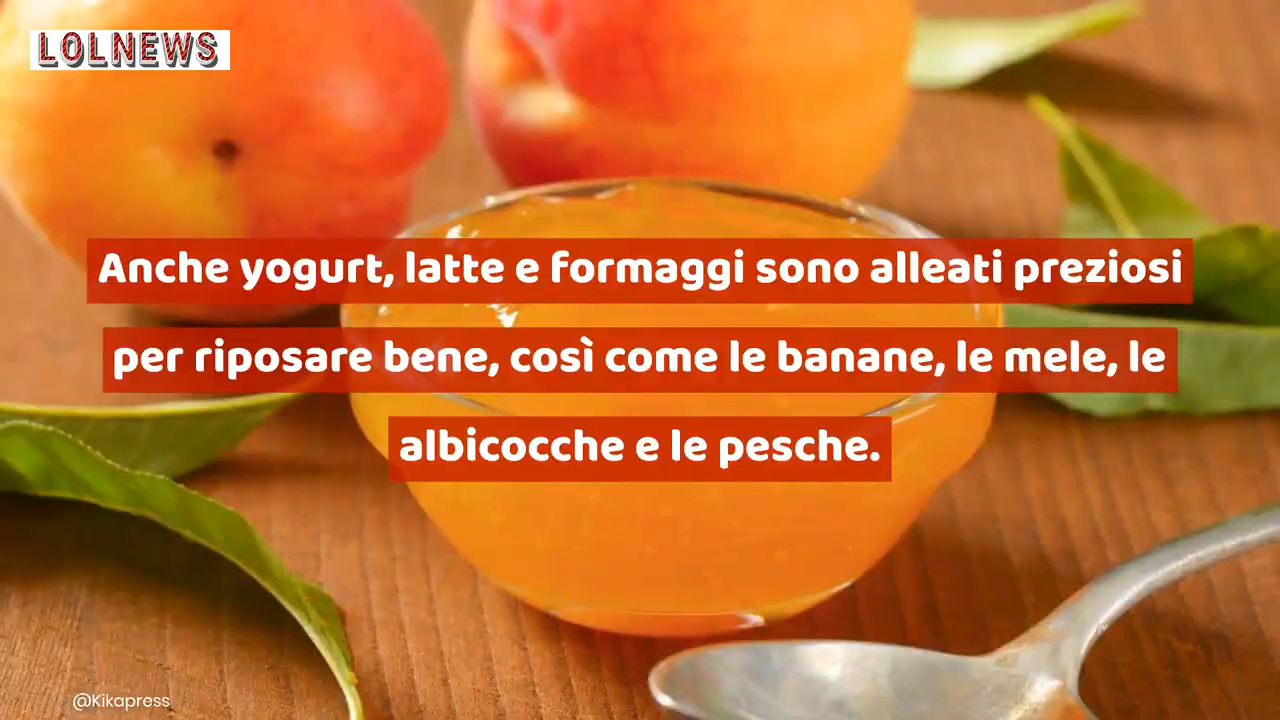 LOLNEWS
Anche yogurt, latte e formaggi sono alleati preziosi
per riposare bene, così come le banane, le mele, le
albicocche e le pesche.
@Kikapress